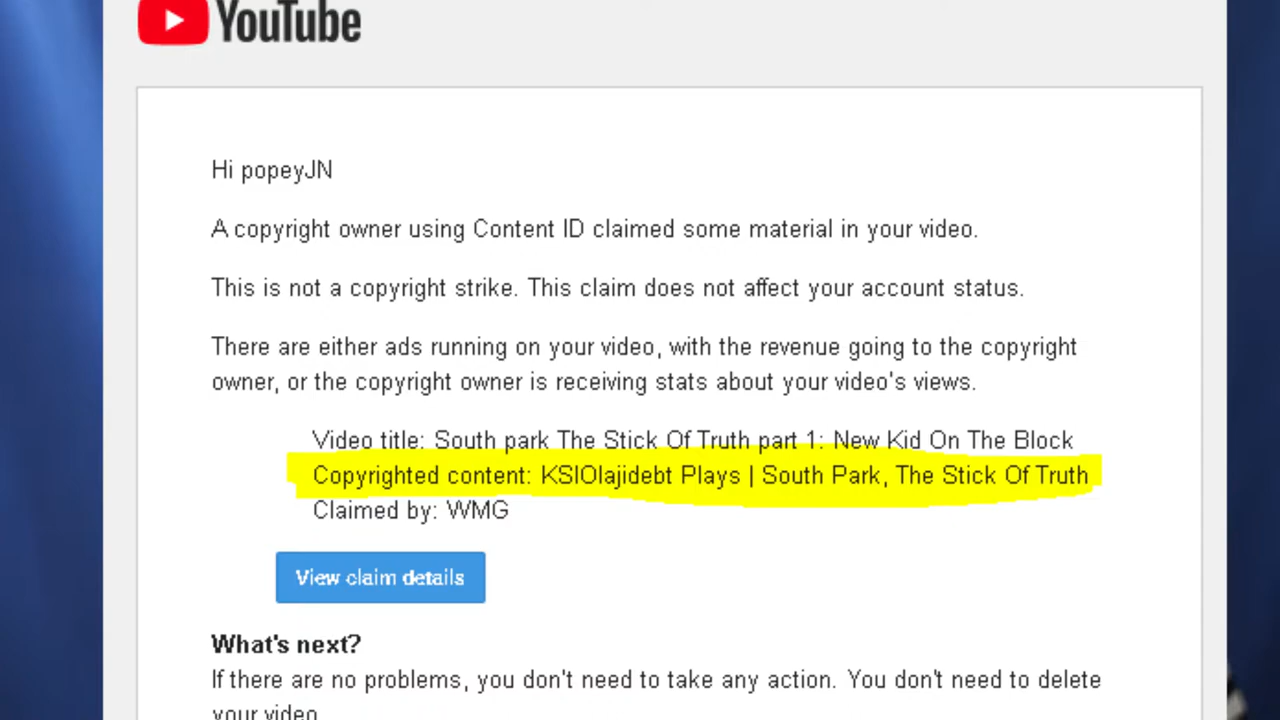 YouTube
Hi popeyJN
A copyright owner using Content ID claimed some material in your video.
This is not a copyright strike. This claim does not affect your account status.
There are either ads running on your video, with the revenue going to the copyright
owner, or the copyright owner is receiving stats about your video's views.
Video title: South park The Stick Of Truth part 1: New Kid On The Block
Copyrighted content: KSIOlajidebt Plays | South Park, The Stick Of Truth
Claimed by: WMG
View claim details
What's next?
If there are no problems, you don't need to take any action. You don't need to delete
your video